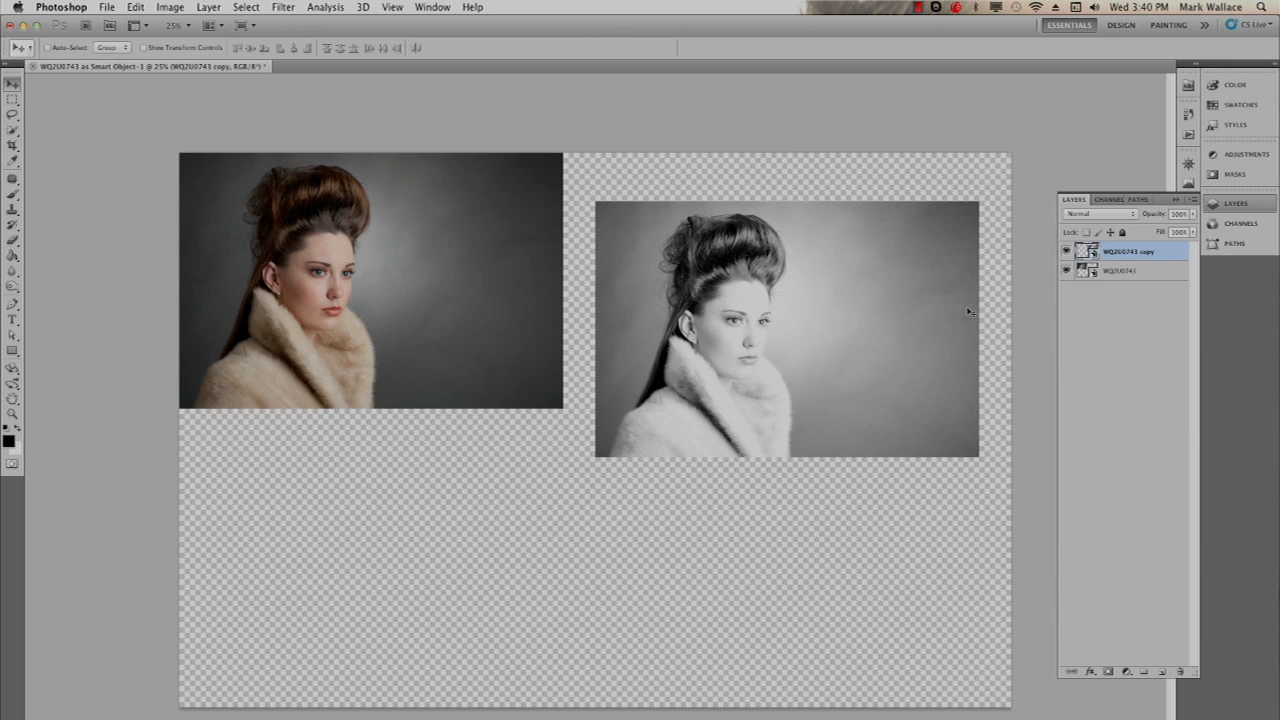 Photoshop File Edit Image Layer Select Filter Analysis 3D View Window Help Wed 3:40 PM Mark Wallace
Ps 25% ESSENTIALS DESIGN PAINTING CS Live
Auto-Select: Group Show Transform Controls
WQ2U0743 as Smart Object-1 @ 25% (WQ2U0743 copy, RGB/8*) *
COLOR
SWATCHES
STYLES
ADJUSTMENTS
MASKS
LAYERS
CHANNELS
PATHS
LAYERS CHANNEL PATHS
Normal Opacity: 100%
Lock: Fill: 100%
WQ2U0743 copy
WQ2U0743